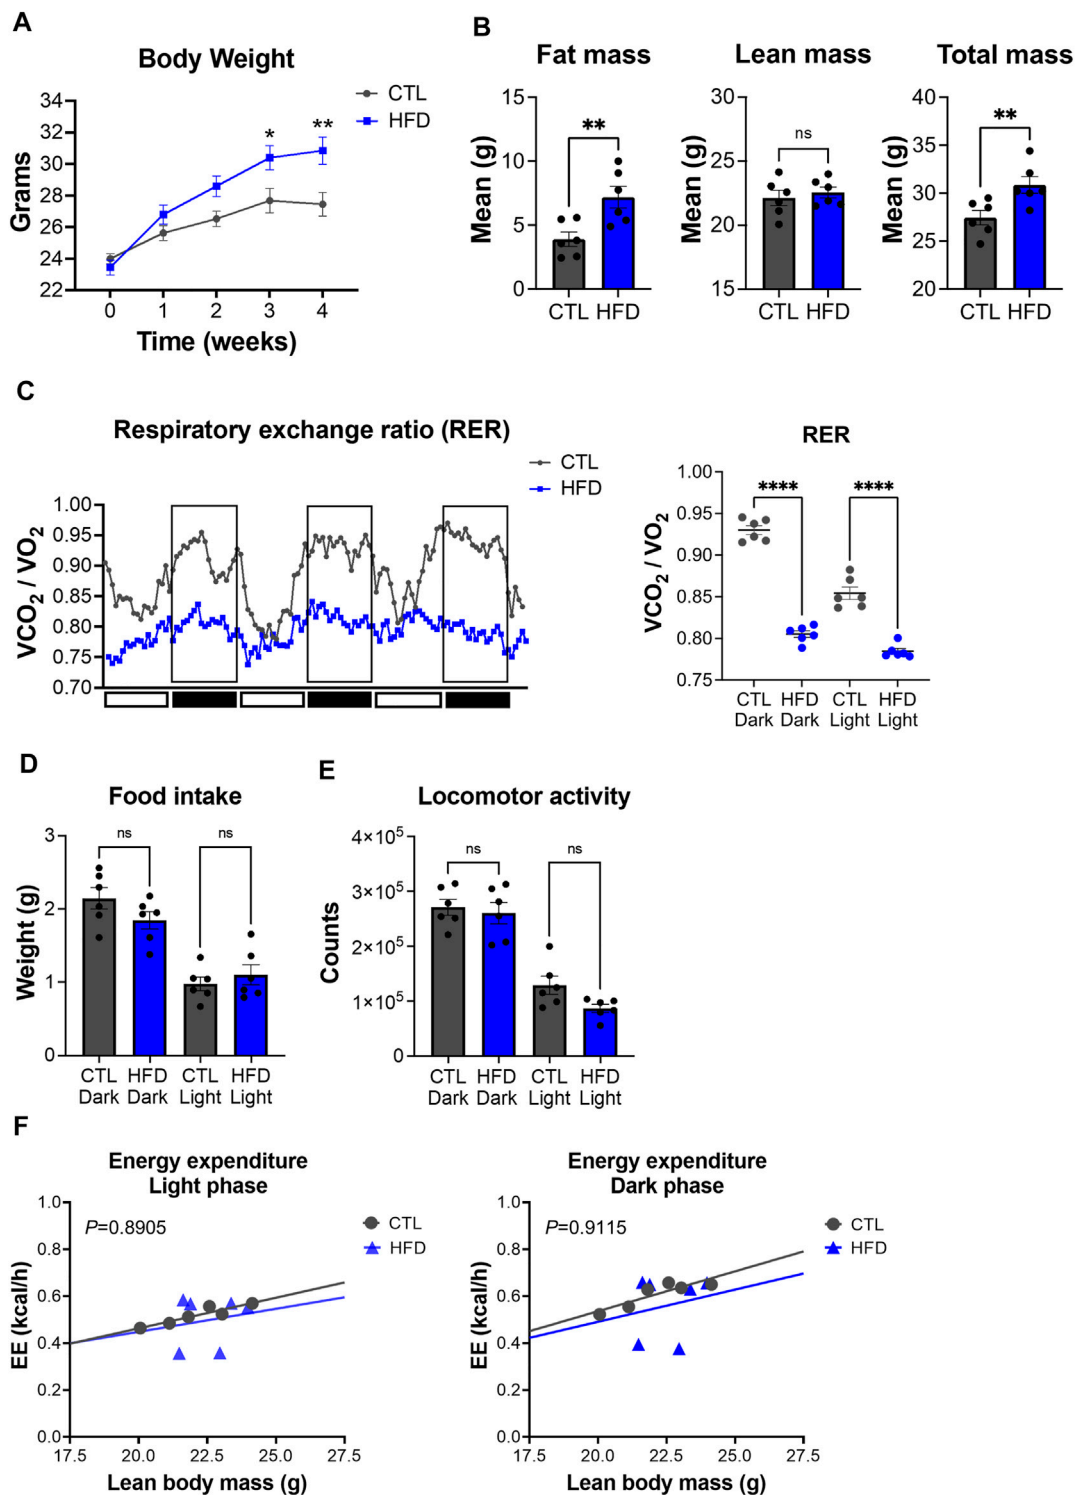 A
Body Weight
CTL
HFD
34
32
30
28
26
24
22
Grams
* **
0 1 2 3 4
Time (weeks)
B
Fat mass
15
10
5
0
Mean (g)
**
CTL HFD
Lean mass
30
25
20
15
Mean (g)
ns
CTL HFD
Total mass
40
35
30
25
20
Mean (g)
**
CTL HFD
C
Respiratory exchange ratio (RER)
CTL
HFD
1.00
0.95
0.90
0.85
0.80
0.75
0.70
VCO2 / VO2
RER
1.00
0.95
0.90
0.85
0.80
0.75
VCO2 / VO2
**** ****
CTL HFD CTL HFD
Dark Dark Light Light
D
Food intake
3
2
1
0
Weight (g)
ns ns
CTL HFD CTL HFD
Dark Dark Light Light
E
Locomotor activity
4×10⁵
3×10⁵
2×10⁵
1×10⁵
0
Counts
ns ns
CTL HFD CTL HFD
Dark Dark Light Light
F
Energy expenditure
Light phase
1.0
0.8
0.6
0.4
0.2
0.0
EE (kcal/h)
P=0.8905
CTL
HFD
17.5 20.0 22.5 25.0 27.5
Lean body mass (g)
Energy expenditure
Dark phase
1.0
0.8
0.6
0.4
0.2
0.0
EE (kcal/h)
P=0.9115
CTL
HFD
17.5 20.0 22.5 25.0 27.5
Lean body mass (g)